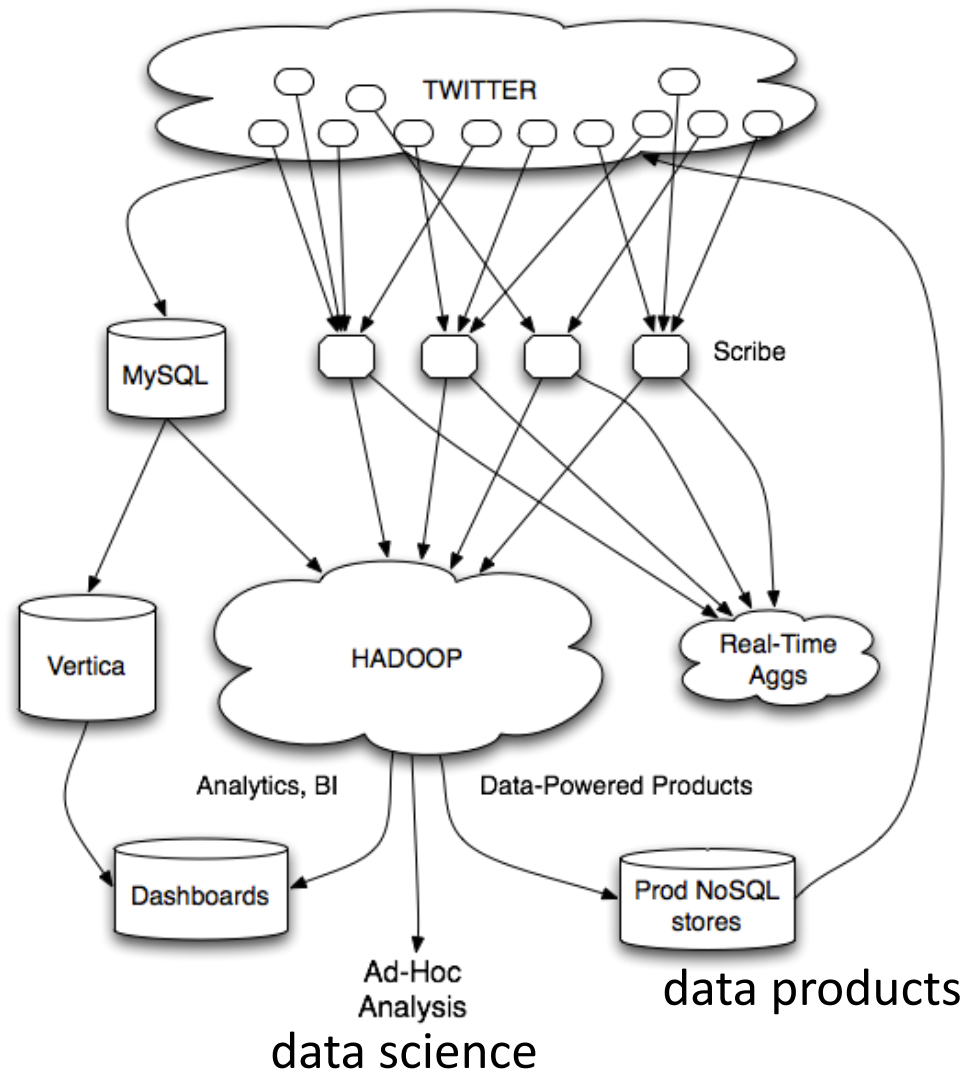 TWITTER
Scribe
MySQL
Vertica
HADOOP
Real-Time
Aggs
Analytics, BI
Data-Powered Products
Dashboards
Prod NoSQL
stores
Ad-Hoc
Analysis
data products
data science